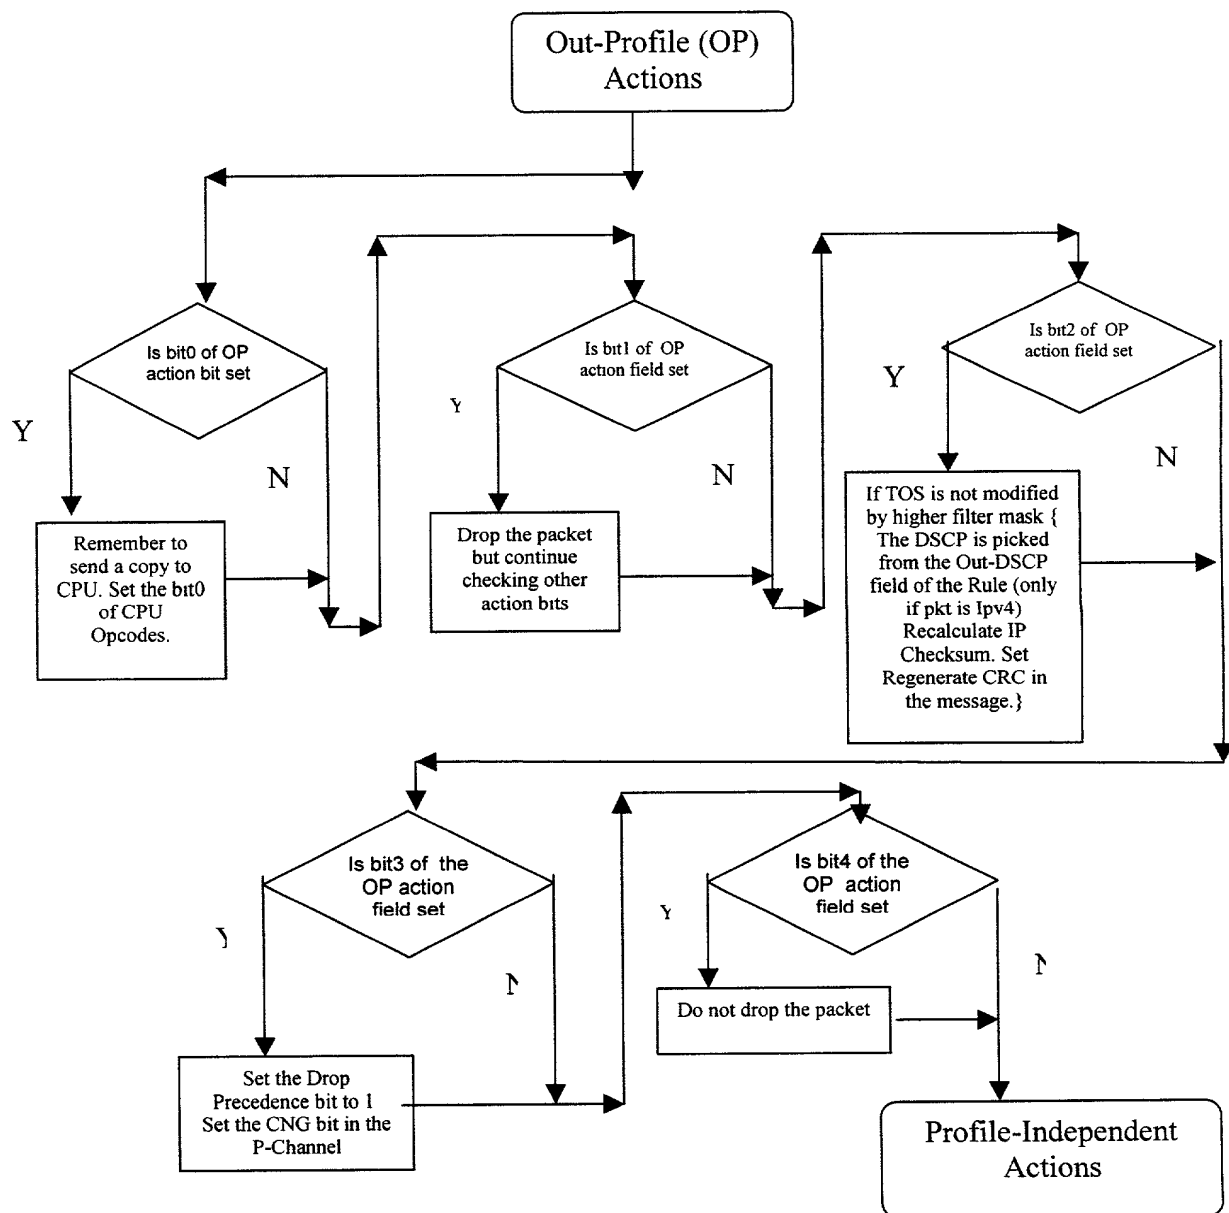 Out-Profile (OP)
Actions
Is bit0 of OP
action bit set
Y
N
Remember to
send a copy to
CPU. Set the bit0
of CPU
Opcodes.
Is bit1 of OP
action field set
Y
N
Drop the packet
but continue
checking other
action bits
Is bit2 of OP
action field set
Y
N
If TOS is not modified
by higher filter mask {
The DSCP is picked
from the Out-DSCP
field of the Rule (only
if pkt is Ipv4)
Recalculate IP
Checksum. Set
Regenerate CRC in
the message.}
Is bit3 of the
OP action
field set
Y
N
Set the Drop
Precedence bit to 1
Set the CNG bit in the
P-Channel
Is bit4 of the
OP action
field set
Y
N
Do not drop the packet
Profile-Independent
Actions